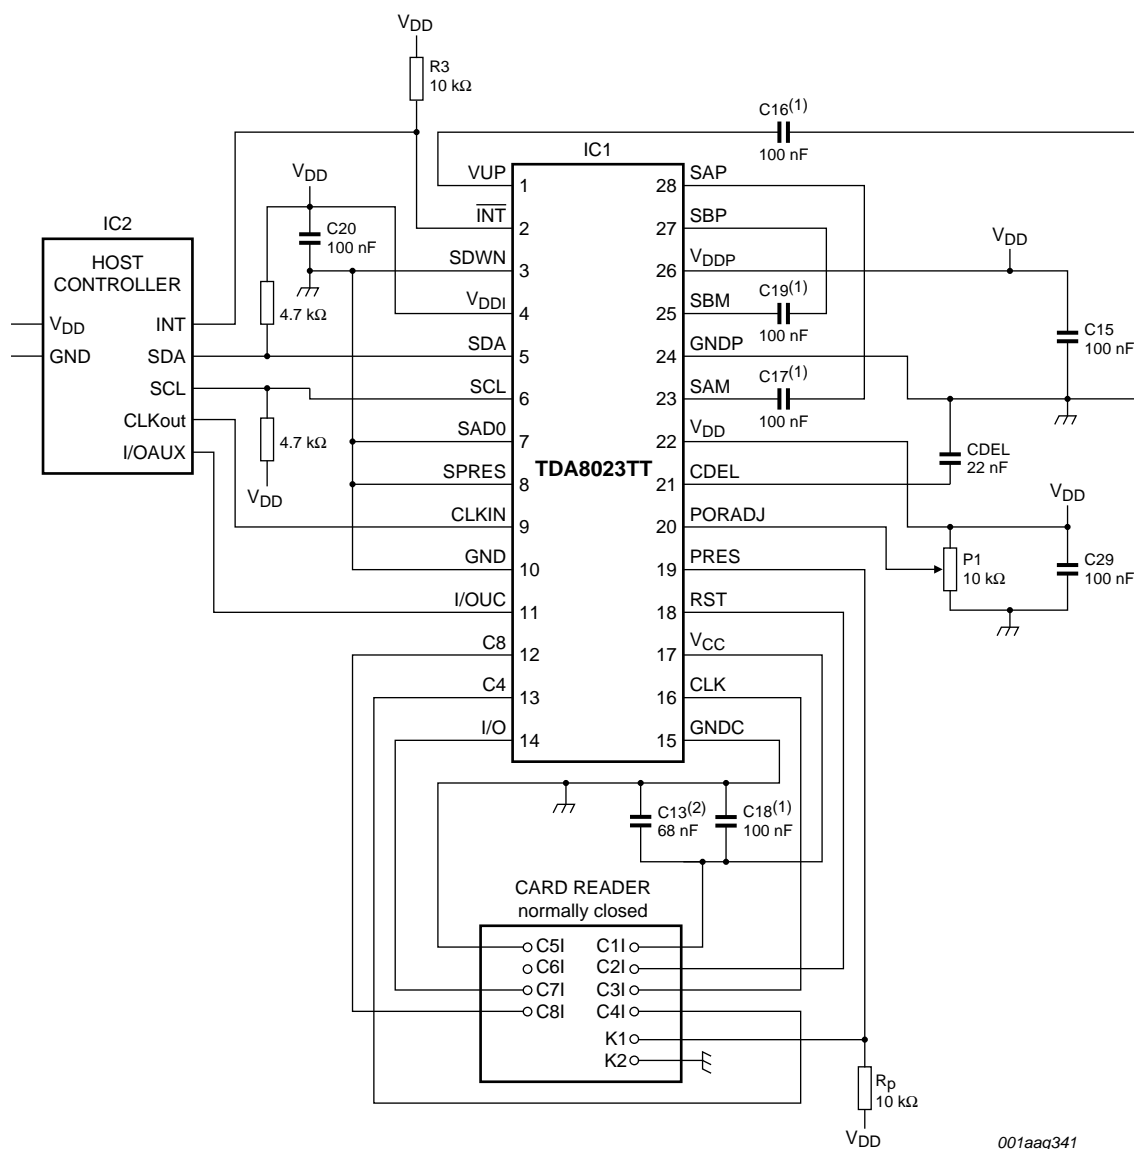 VDD
R3
10 kΩ
C16(1)
100 nF
IC1
VUP
1
INT
2
SDWN
3
VDDI
4
SDA
5
SCL
6
SAD0
7
SPRES
8
CLKIN
9
GND
10
I/OUC
11
C8
12
C4
13
I/O
14
TDA8023TT
28
SAP
27
SBP
26
VDDP
25
SBM
24
GNDP
23
SAM
22
VDD
21
CDEL
20
PORADJ
19
PRES
18
RST
17
VCC
16
CLK
15
GNDC
VDD
C20
100 nF
4.7 kΩ
IC2
HOST
CONTROLLER
VDD
GND
INT
SDA
SCL
CLKout
I/OAUX
4.7 kΩ
VDD
C19(1)
100 nF
C17(1)
100 nF
VDD
C15
100 nF
CDEL
22 nF
VDD
P1
10 kΩ
C29
100 nF
C13(2)
68 nF
C18(1)
100 nF
CARD READER
normally closed
C5I
C6I
C7I
C8I
C1I
C2I
C3I
C4I
K1
K2
Rp
10 kΩ
VDD
001aag341